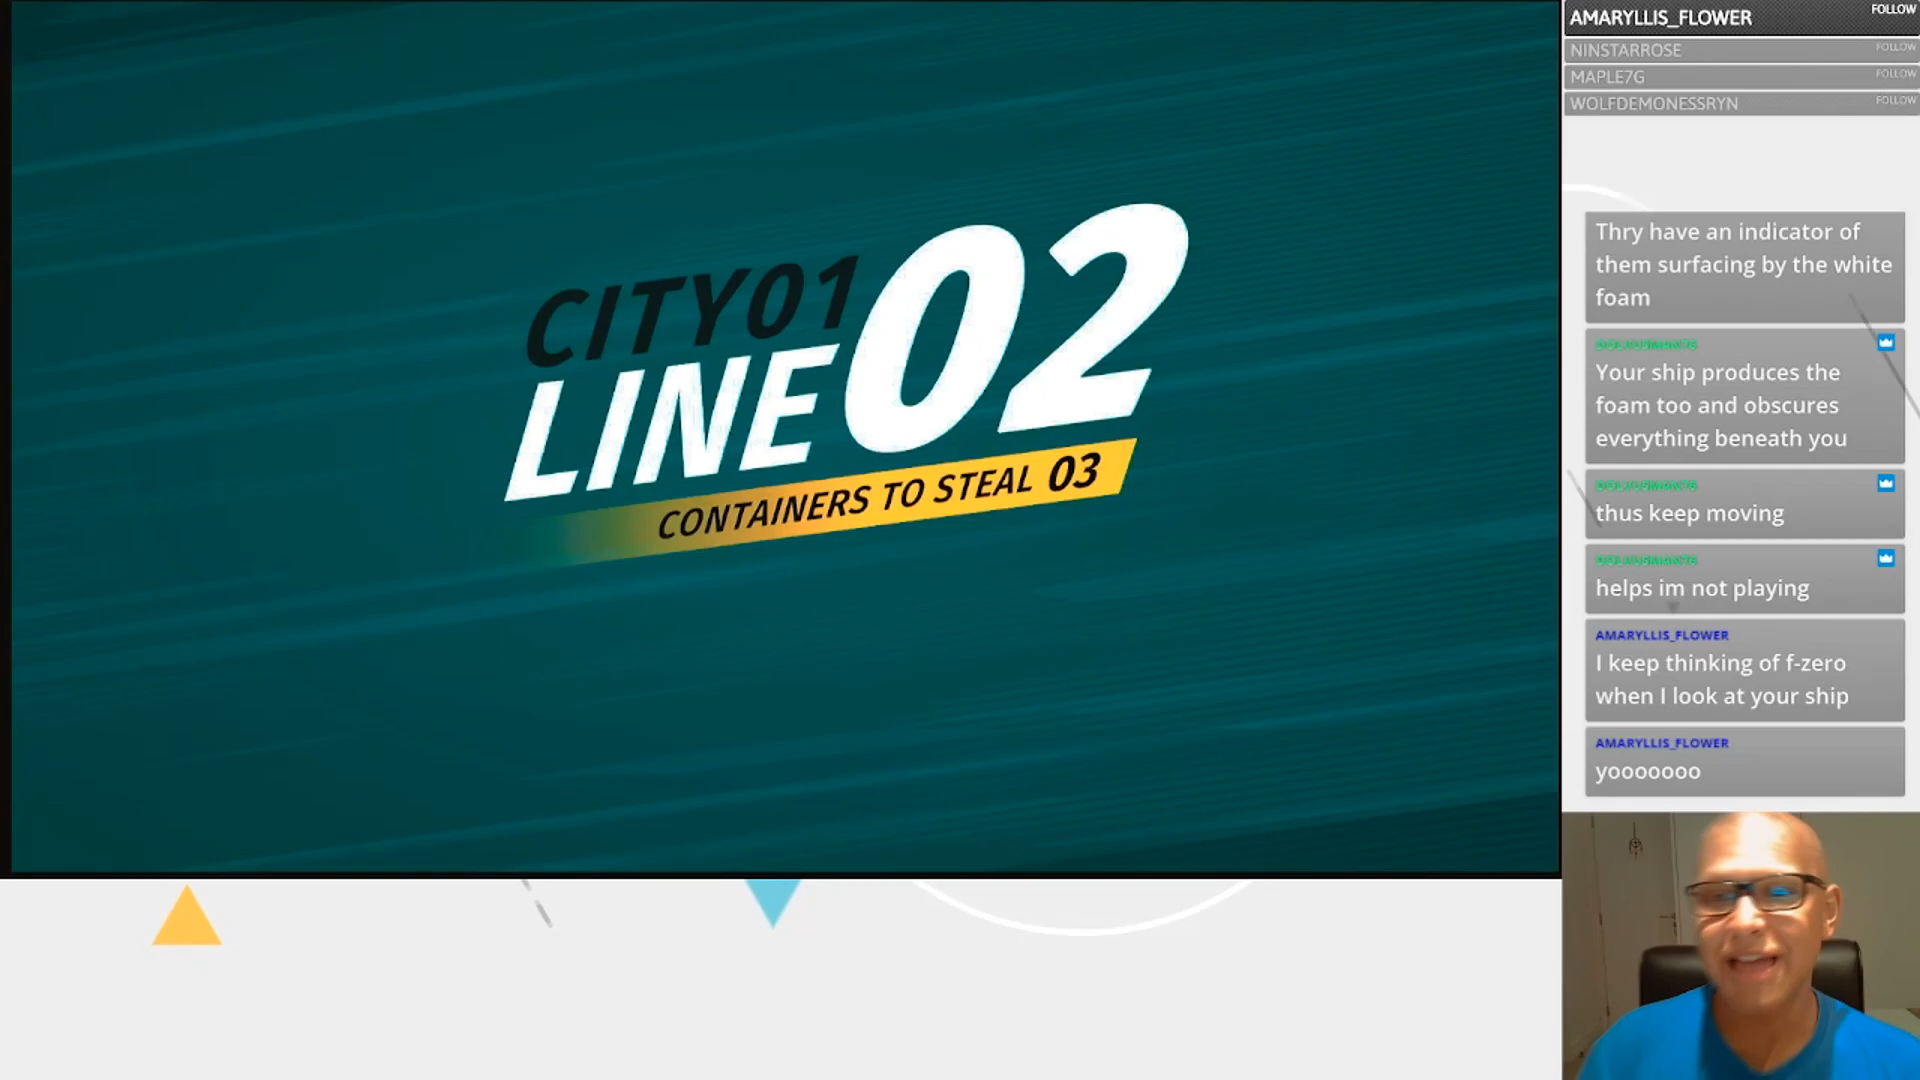 CITY01
LINE 02
CONTAINERS TO STEAL 03
AMARYLLIS_FLOWER FOLLOW
NINSTARROSE FOLLOW
MAPLE7G FOLLOW
WOLFDEMONESSRYN FOLLOW
Thry have an indicator of
them surfacing by the white
foam
Your ship produces the
foam too and obscures
everything beneath you
thus keep moving
helps im not playing
AMARYLLIS_FLOWER
I keep thinking of f-zero
when I look at your ship
AMARYLLIS_FLOWER
yooooooo